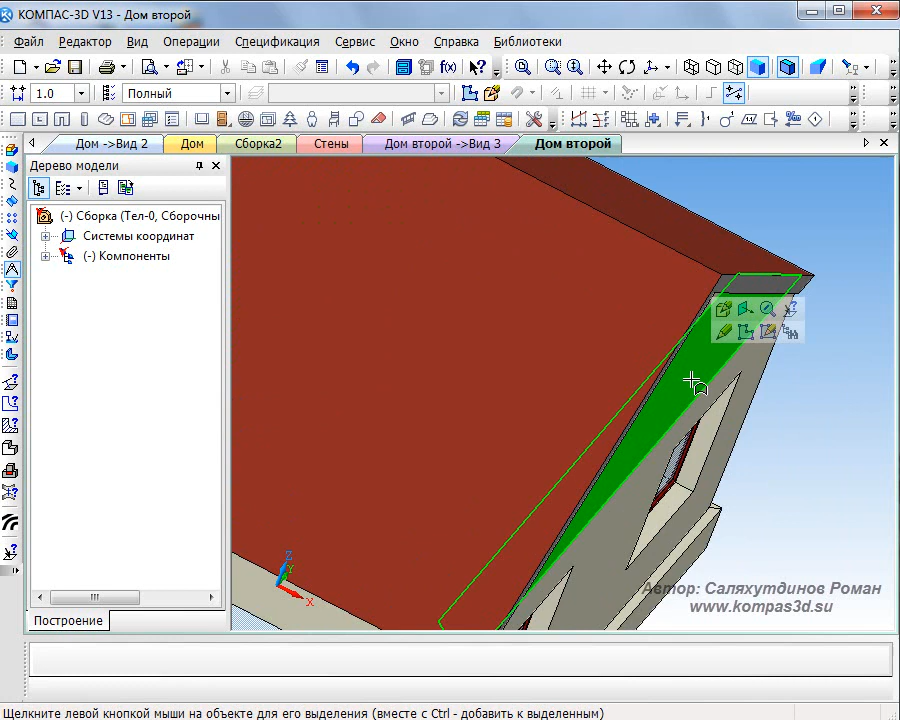 КОМПАС-3D V13 - Дом второй
Файл Редактор Вид Операции Спецификация Сервис Окно Справка Библиотеки
f(x)
1.0 Полный
Дом ->Вид 2 Дом Сборка2 Стены Дом второй ->Вид 3 Дом второй
Дерево модели
(-) Сборка (Тел-0, Сборочны
Системы координат
(-) Компоненты
Z
Y
X
Автор: Саляхутдинов Роман
www.kompas3d.su
Построение
Щелкните левой кнопкой мыши на объекте для его выделения (вместе с Ctrl - добавить к выделенным)